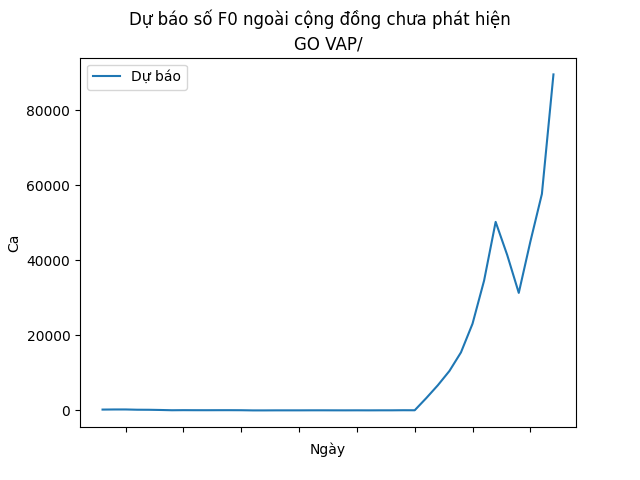 Dự báo số F0 ngoài cộng đồng chưa phát hiện
GO VAP/
Dự báo
80000
60000
40000
20000
0
Ca
Ngày